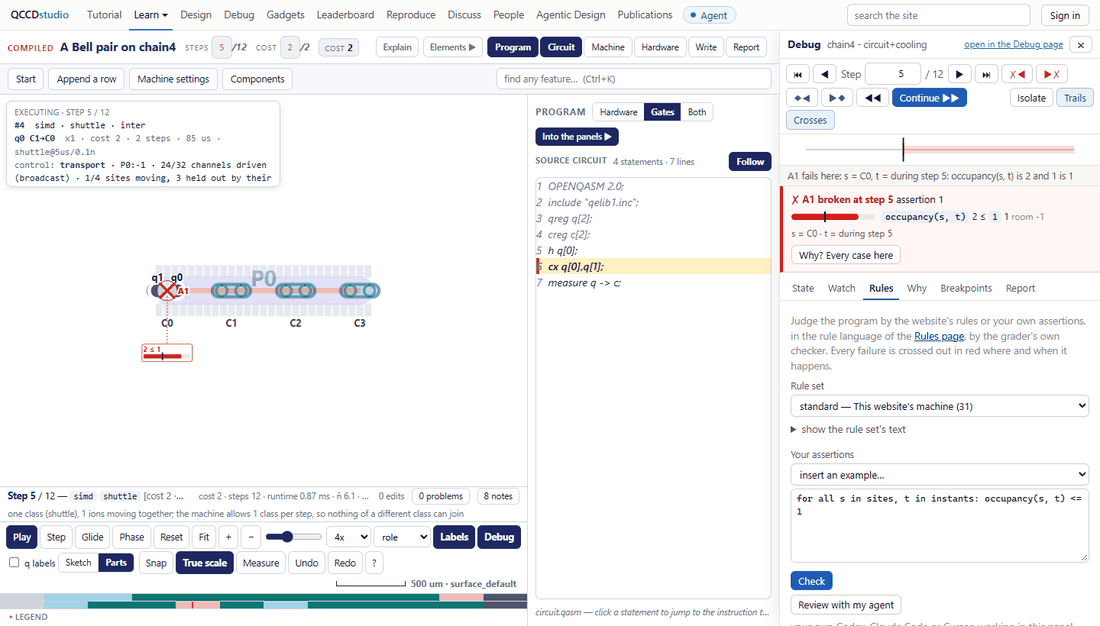 QCCDstudio Tutorial Learn ▾ Design Debug Gadgets Leaderboard Reproduce Discuss People Agentic Design Publications Agent search the site Sign in
COMPILED A Bell pair on chain4 STEPS 5 /12 COST 2 /2 COST 2 Explain Elements ▶ Program Circuit Machine Hardware Write Report
Start Append a row Machine settings Components find any feature... (Ctrl+K)
EXECUTING · STEP 5 / 12
#4 simd · shuttle · inter
q0 C1→C0 x1 · cost 2 · 2 steps · 85 us ·
shuttle@5us/0.1n
control: transport · P0:-1 · 24/32 channels driven
(broadcast) · 1/4 sites moving, 3 held out by their
q1 q0 P0
A1
C0 C1 C2 C3
2 ≤ 1
Step 5 / 12 — simd shuttle [cost 2 ·... cost 2 · steps 12 · runtime 0.87 ms · n̄ 6.1 · ... 0 edits 0 problems 8 notes
one class (shuttle), 1 ions moving together; the machine allows 1 class per step, so nothing of a different class can join
Play Step Glide Phase Reset Fit + − 4x role Labels Debug
q labels Sketch Parts Snap True scale Measure Undo Redo ?
500 um · surface_default
▸ LEGEND
PROGRAM Hardware Gates Both
Into the panels ▶
SOURCE CIRCUIT 4 statements · 7 lines Follow
1 OPENQASM 2.0;
2 include "qelib1.inc";
3 qreg q[2];
4 creg c[2];
5 h q[0];
6 cx q[0],q[1];
7 measure q -> c;
circuit.qasm — click a statement to jump to the instruction t...
Debug chain4 - circuit+cooling open in the Debug page ×
⏮ ◀ Step 5 / 12 ▶ ⏭ ✗◀ ▶✗
◆◀ ▶◆ ◀◀ Continue ▶▶ Isolate Trails
Crosses
A1 fails here: s = C0, t = during step 5: occupancy(s, t) is 2 and 1 is 1
✗ A1 broken at step 5 assertion 1
occupancy(s, t) 2 ≤ 1 1 room -1
s = C0 · t = during step 5
Why? Every case here
State Watch Rules Why Breakpoints Report
Judge the program by the website's rules or your own assertions,
in the rule language of the Rules page, by the grader's own
checker. Every failure is crossed out in red where and when it
happens.
Rule set
standard — This website's machine (31)
▶ show the rule set's text
Your assertions
insert an example...
for all s in sites, t in instants: occupancy(s, t) <=
1
Check
Review with my agent
your own Codex, Claude Code or Cursor, working in this panel